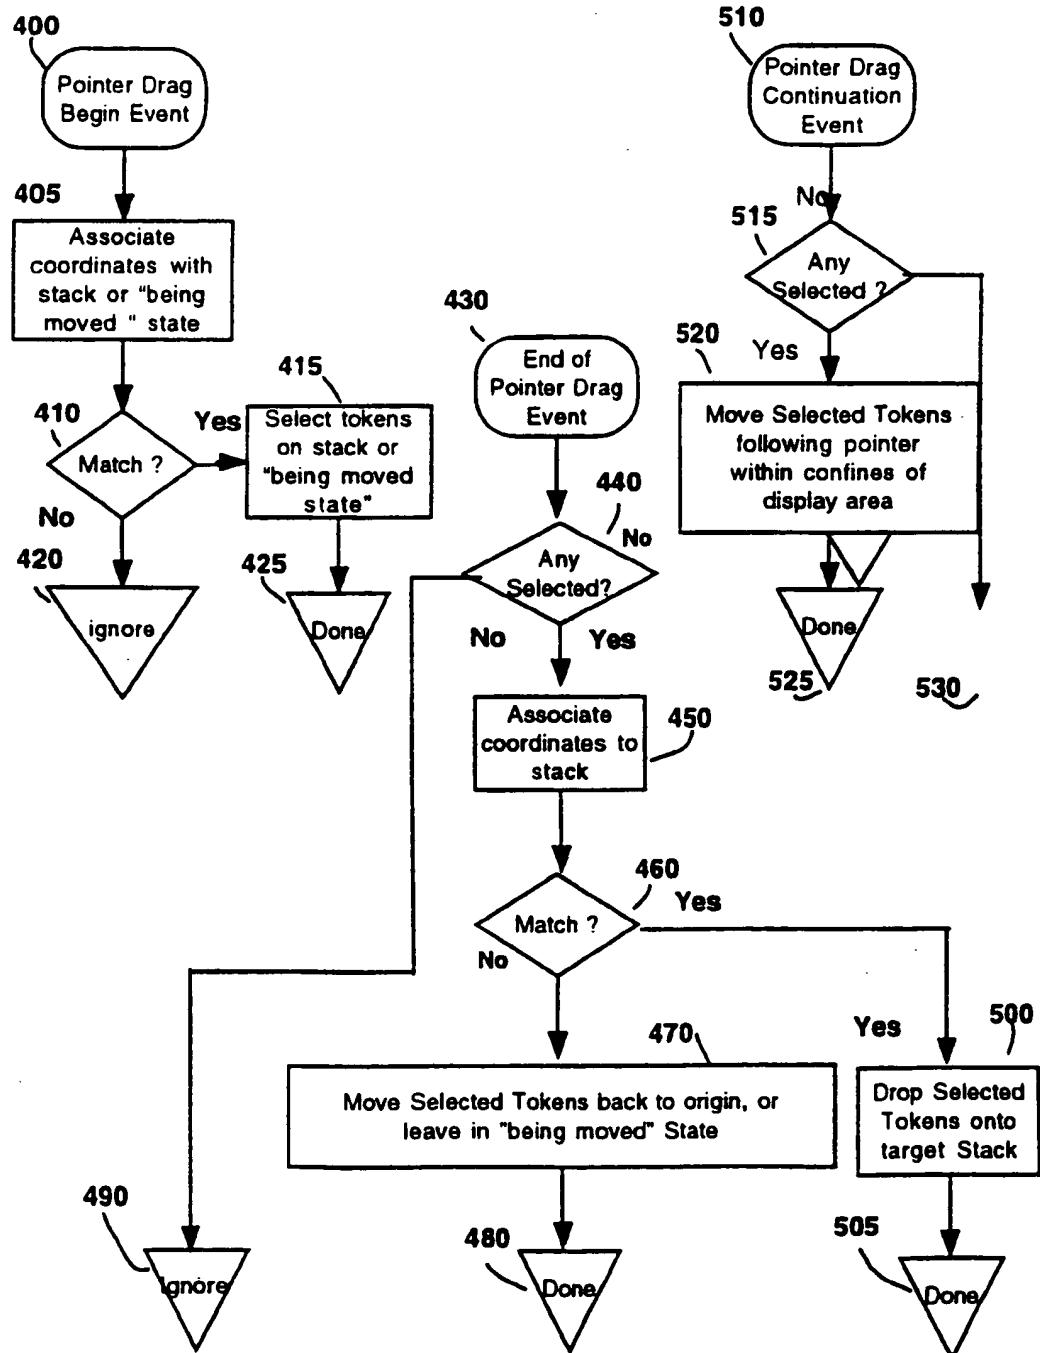 400
Pointer Drag
Begin Event
405
Associate
coordinates with
stack or "being
moved " state
410
Match ?
Yes
No
415
Select tokens
on stack or
"being moved
state"
420
ignore
425
Done
430
End of
Pointer Drag
Event
440
No
Any
Selected?
No
Yes
450
Associate
coordinates to
stack
460
Match ?
Yes
No
470
Move Selected Tokens back to origin, or
leave in "being moved" State
480
Done
490
Ignore
Yes
500
Drop Selected
Tokens onto
target Stack
505
Done
510
Pointer Drag
Continuation
Event
No
515
Any
Selected ?
Yes
520
Move Selected Tokens
following pointer
within confines of
display area
Done
525
530